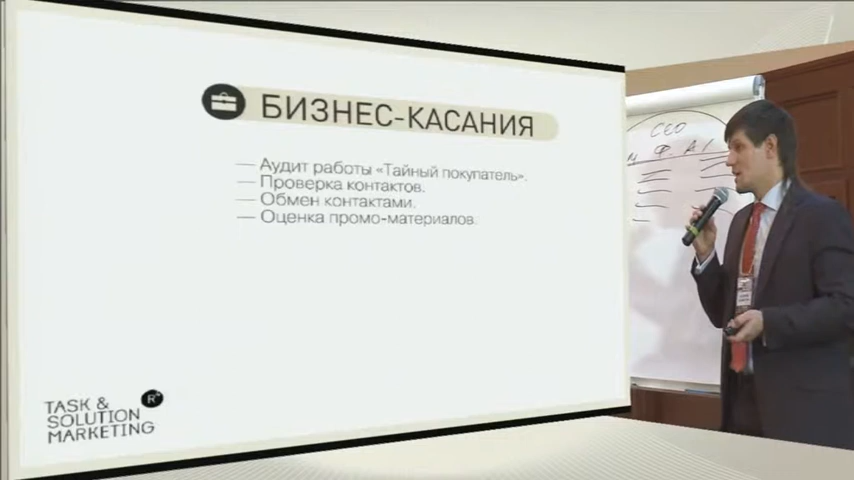 БИЗНЕС-КАСАНИЯ
— Аудит работы «Тайный покупатель».
— Проверка контактов.
— Обмен контактами.
— Оценка промо-материалов.
TASK &
SOLUTION
MARKETING
R
CEO